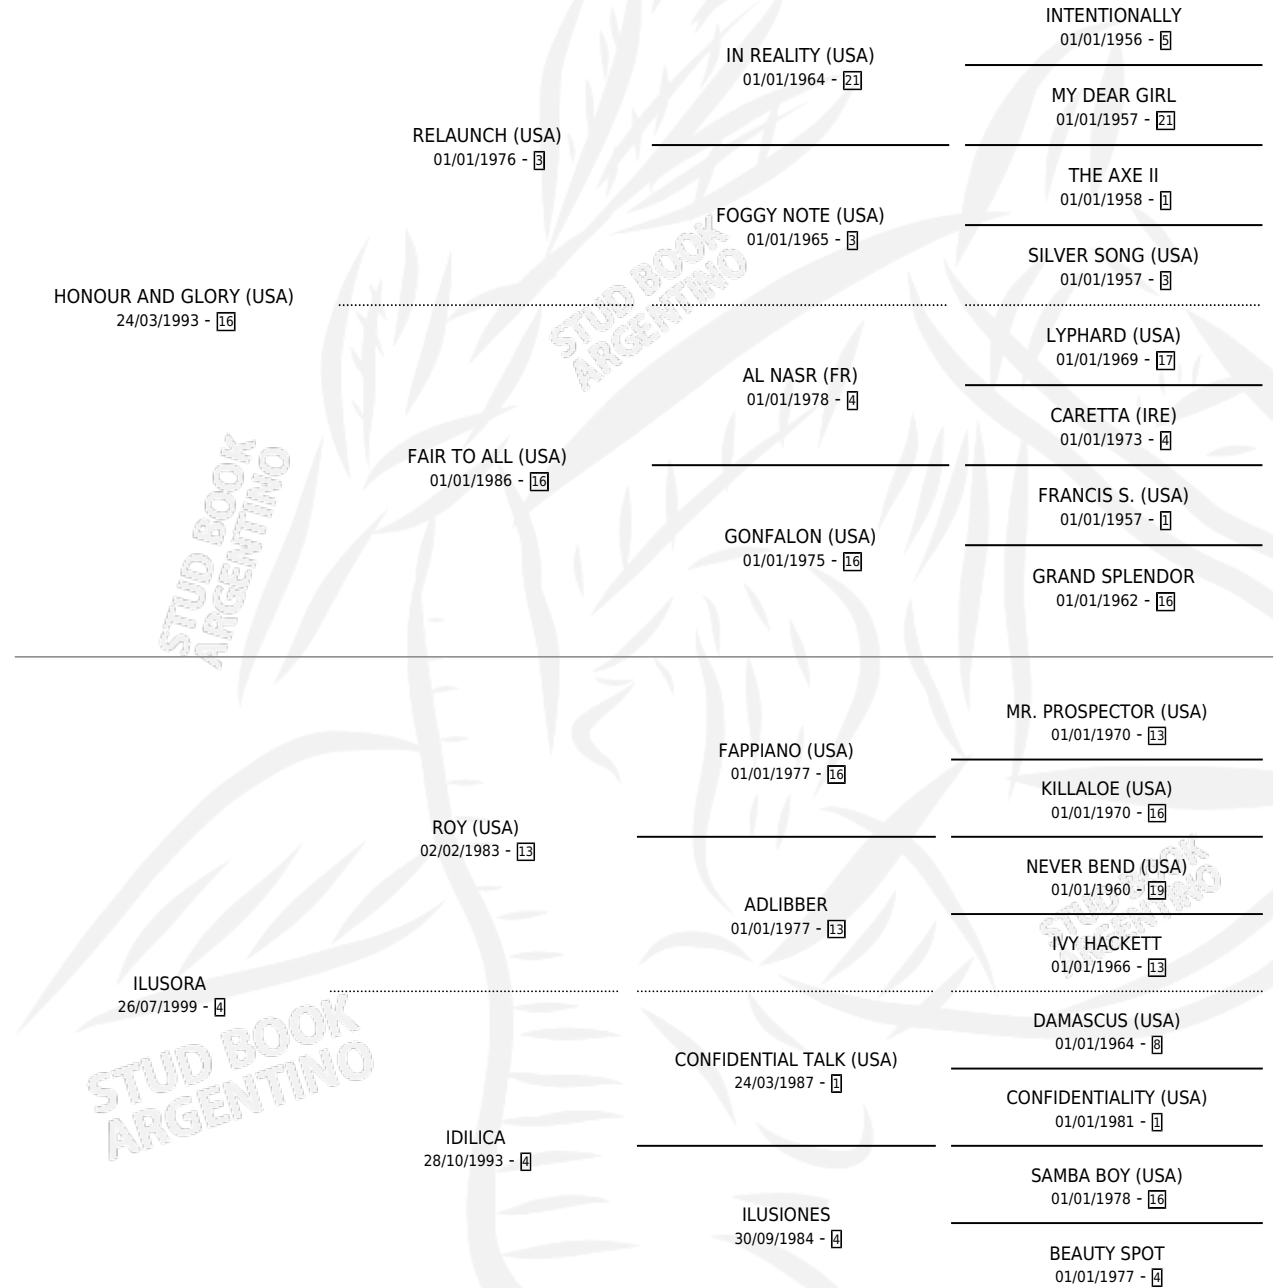 INTENTIONALLY
01/01/1956 - 5
IN REALITY (USA)
01/01/1964 - 21
MY DEAR GIRL
01/01/1957 - 21
RELAUNCH (USA)
01/01/1976 - 3
THE AXE II
01/01/1958 - 1
FOGGY NOTE (USA)
01/01/1965 - 3
SILVER SONG (USA)
01/01/1957 - 3
HONOUR AND GLORY (USA)
24/03/1993 - 16
STUD BOOK
ARGENTINO
LYPHARD (USA)
01/01/1969 - 17
AL NASR (FR)
01/01/1978 - 4
CARETTA (IRE)
01/01/1973 - 4
FAIR TO ALL (USA)
01/01/1986 - 16
FRANCIS S. (USA)
01/01/1957 - 1
GONFALON (USA)
01/01/1975 - 16
GRAND SPLENDOR
01/01/1962 - 16
STUD BOOK
ARGENTINO
MR. PROSPECTOR (USA)
01/01/1970 - 13
FAPPIANO (USA)
01/01/1977 - 16
KILLALOE (USA)
01/01/1970 - 16
ROY (USA)
02/02/1983 - 13
NEVER BEND (USA)
01/01/1960 - 19
ADLIBBER
01/01/1977 - 13
IVY HACKETT
01/01/1966 - 13
STUD BOOK
ARGENTINO
ILUSORA
26/07/1999 - 4
DAMASCUS (USA)
01/01/1964 - 8
CONFIDENTIAL TALK (USA)
24/03/1987 - 1
CONFIDENTIALITY (USA)
01/01/1981 - 1
STUD BOOK
ARGENTINO
IDILICA
28/10/1993 - 4
SAMBA BOY (USA)
01/01/1978 - 16
ILUSIONES
30/09/1984 - 4
BEAUTY SPOT
01/01/1977 - 4